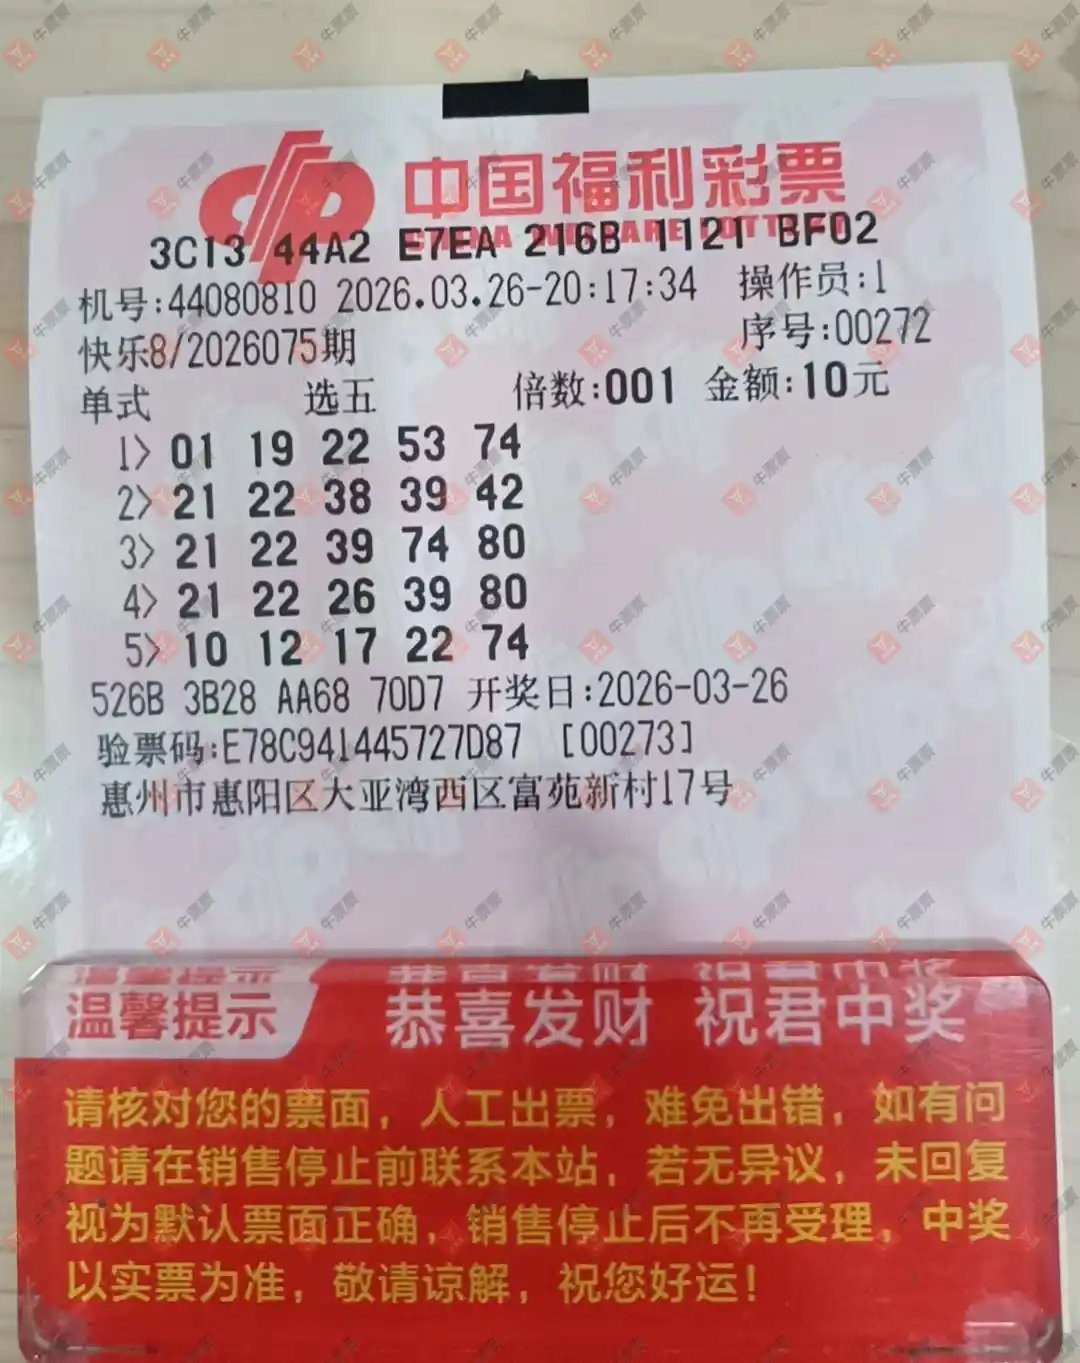 中国福利彩票
CHINA WELFARE LOTTERY
3C13 44A2 E7EA 216B 1121 BF02
机号:44080810 2026.03.26-20:17:34 操作员:1
快乐8/2026075期 序号:00272
单式 选五 倍数:001 金额:10元
1> 01 19 22 53 74
2> 21 22 38 39 42
3> 21 22 39 74 80
4> 21 22 26 39 80
5> 10 12 17 22 74
526B 3B28 AA68 70D7 开奖日:2026-03-26
验票码:E78C941445727D87 [00273]
惠州市惠阳区大亚湾西区富苑新村17号
温馨提示 恭喜发财 祝君中奖
请核对您的票面，人工出票，难免出错，如有问
题请在销售停止前联系本站，若无异议，未回复
视为默认票面正确，销售停止后不再受理，中奖
以实票为准，敬请谅解，祝您好运！
牛票票